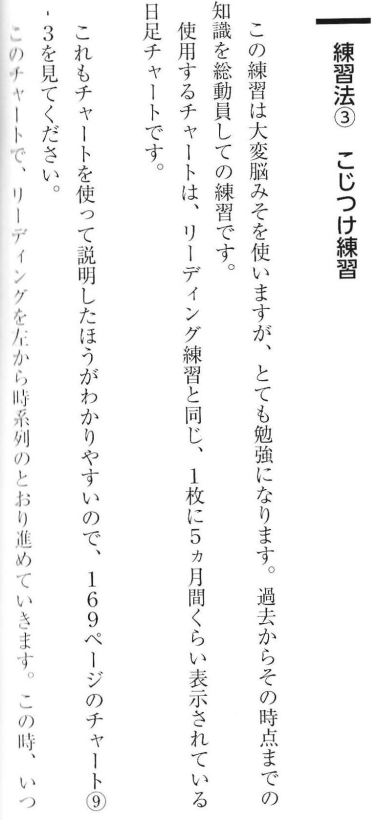 練習法③　こじつけ練習
この練習は大変脳みそを使いますが、とても勉強になります。過去からその時点までの
知識を総動員しての練習です。
使用するチャートは、リーディング練習と同じ、1枚に5ヵ月間くらい表示されている
日足チャートです。
これもチャートを使って説明したほうがわかりやすいので、169ページのチャート⑨
-3を見てください。
このチャートで、リーディングを左から時系列のとおり進めていきます。この時、いつ